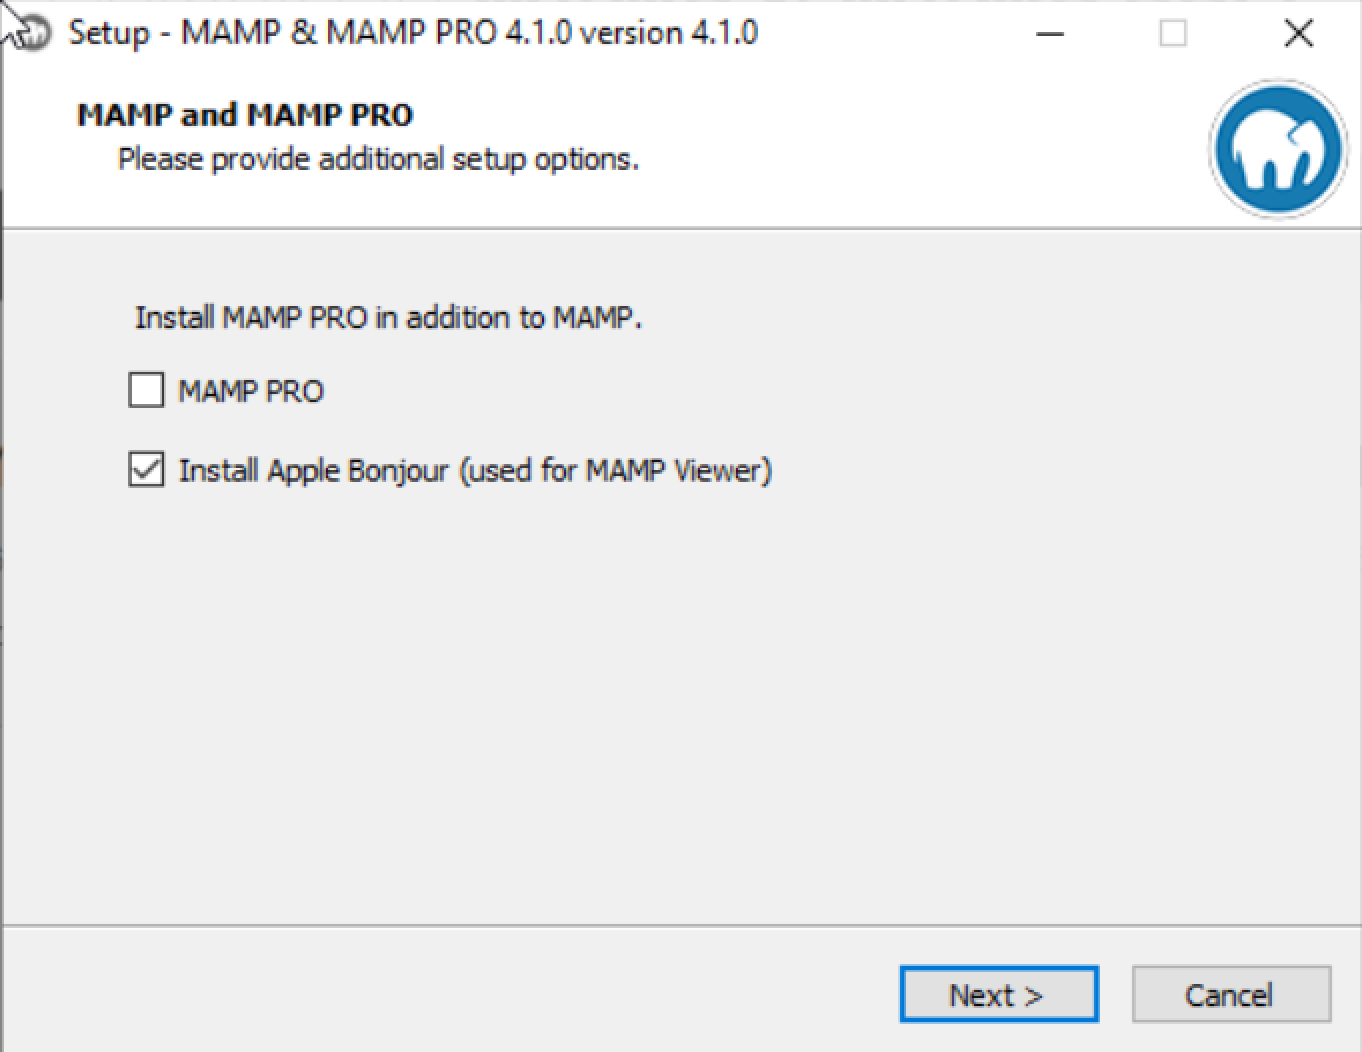 Setup - MAMP & MAMP PRO 4.1.0 version 4.1.0
MAMP and MAMP PRO
Please provide additional setup options.
Install MAMP PRO in addition to MAMP.
MAMP PRO
Install Apple Bonjour (used for MAMP Viewer)
Next >
Cancel